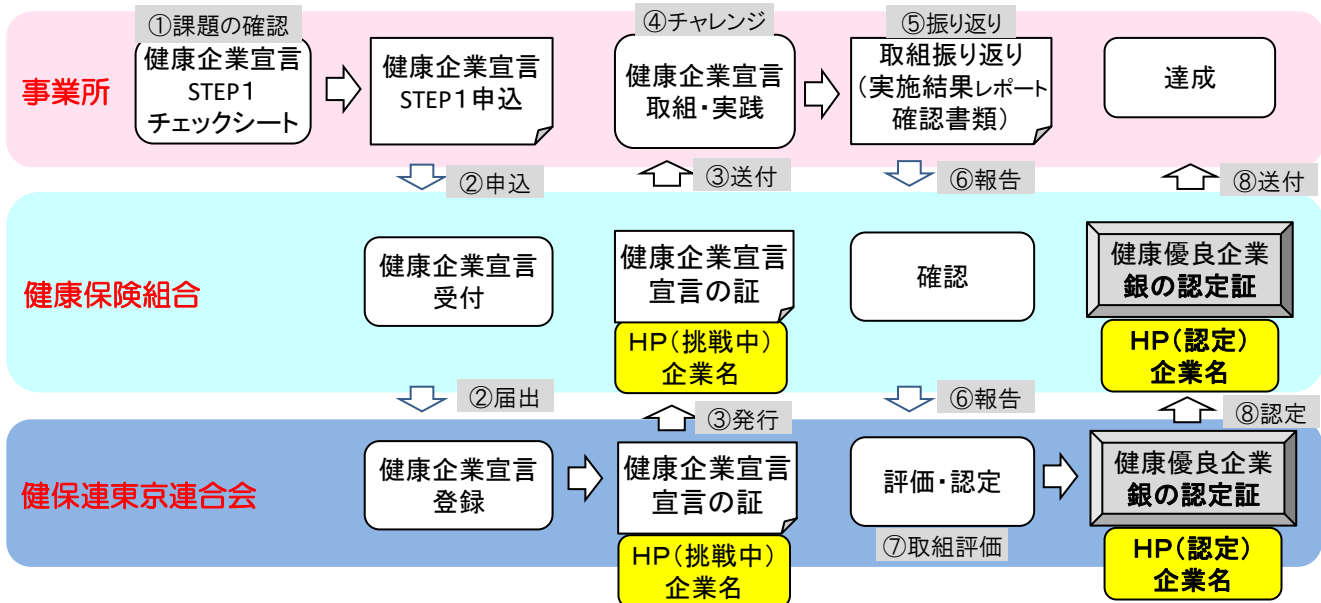 ①課題の確認
④チャレンジ
⑤振り返り
事業所
健康企業宣言
STEP1
チェックシート
健康企業宣言
STEP1申込
健康企業宣言
取組・実践
取組振り返り
(実施結果レポート
確認書類)
達成
②申込
③送付
⑥報告
⑧送付
健康保険組合
健康企業宣言
受付
健康企業宣言
宣言の証
HP(挑戦中)
企業名
確認
健康優良企業
銀の認定証
HP(認定)
企業名
②届出
③発行
⑥報告
⑧認定
健保連東京連合会
健康企業宣言
登録
健康企業宣言
宣言の証
HP(挑戦中)
企業名
評価・認定
⑦取組評価
健康優良企業
銀の認定証
HP(認定)
企業名